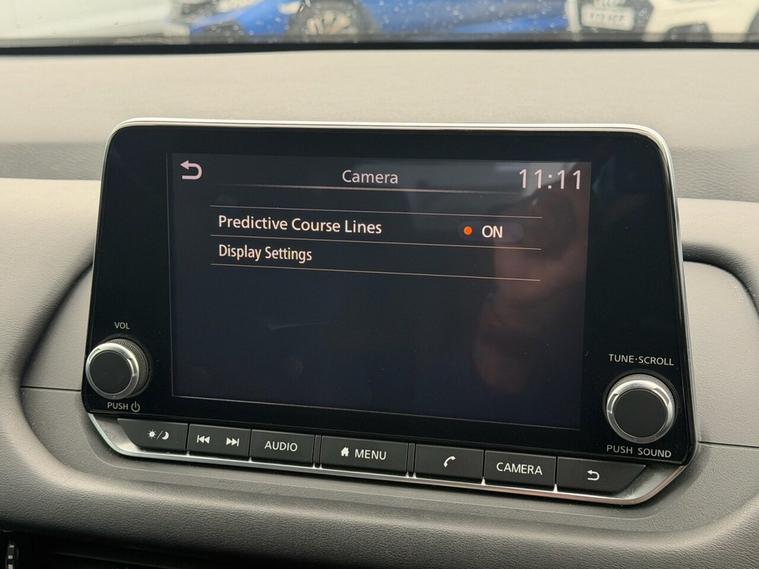 Camera
11:11
Predictive Course Lines
ON
Display Settings
VOL
PUSH
TUNE·SCROLL
PUSH SOUND
AUDIO
MENU
CAMERA